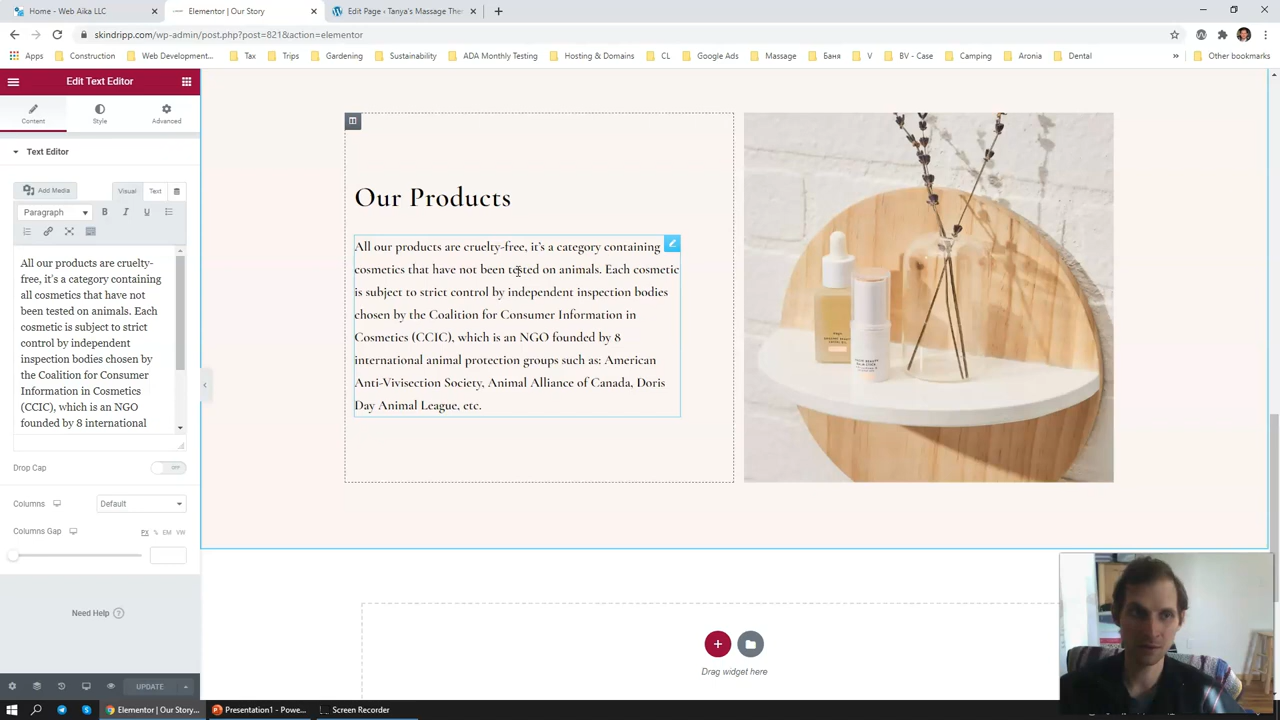 Home - Web Aika LLC
Elementor | Our Story
Edit Page ‹ Tanya's Massage The
skindripp.com/wp-admin/post.php?post=821&action=elementor
Apps Construction Web Development... Tax Trips Gardening Sustainability ADA Monthly Testing Hosting & Domains CL Google Ads Massage Баня V BV - Case Camping Aronia Dental » Other bookmarks
Edit Text Editor
Content Style Advanced
Text Editor
Add Media Visual Text
Paragraph B I U
All our products are cruelty-
free, it's a category containing
all cosmetics that have not
been tested on animals. Each
cosmetic is subject to strict
control by independent
inspection bodies chosen by
the Coalition for Consumer
Information in Cosmetics
(CCIC), which is an NGO
founded by 8 international
Drop Cap OFF
Columns Default
Columns Gap PX % EM VW
Need Help ?
UPDATE
Our Products
All our products are cruelty-free, it's a category containing
cosmetics that have not been tested on animals. Each cosmetic
is subject to strict control by independent inspection bodies
chosen by the Coalition for Consumer Information in
Cosmetics (CCIC), which is an NGO founded by 8
international animal protection groups such as: American
Anti-Vivisection Society, Animal Alliance of Canada, Doris
Day Animal League, etc.
Drag widget here
Elementor | Our Story... Presentation1 - Powe... Screen Recorder